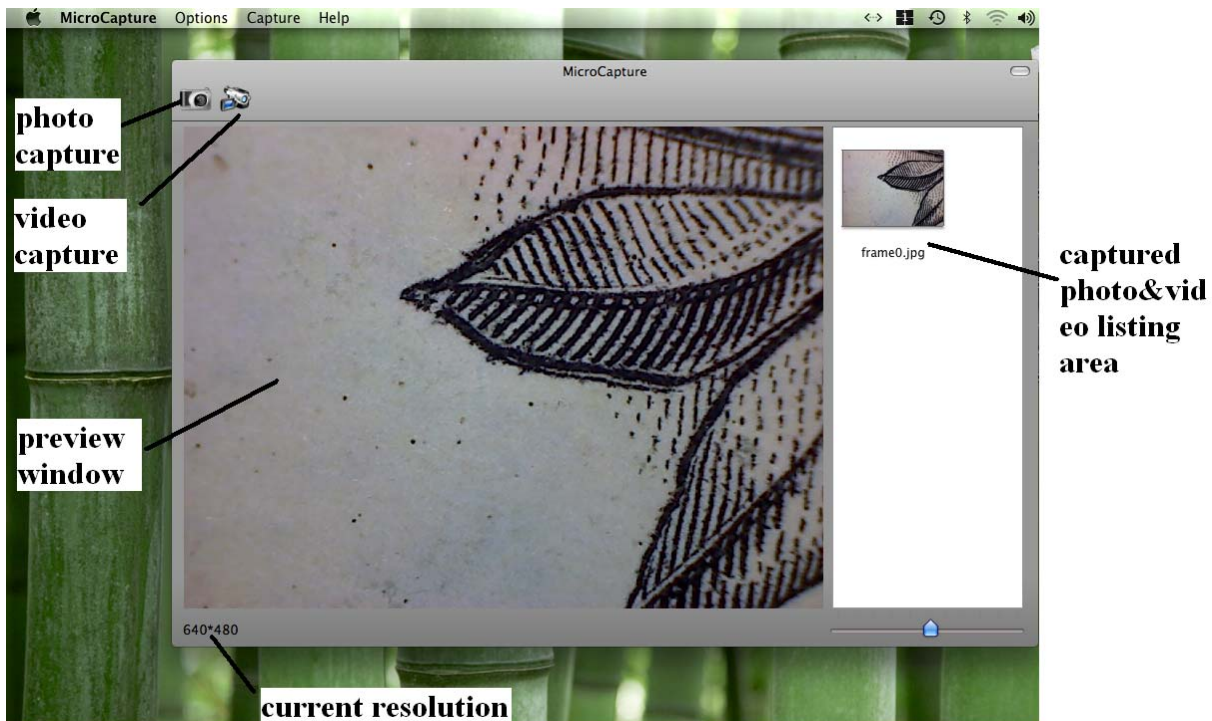 MicroCapture Options Capture Help
MicroCapture
photo
capture
video
capture
frame0.jpg
captured
photo&vid
eo listing
area
preview
window
640*480
current resolution